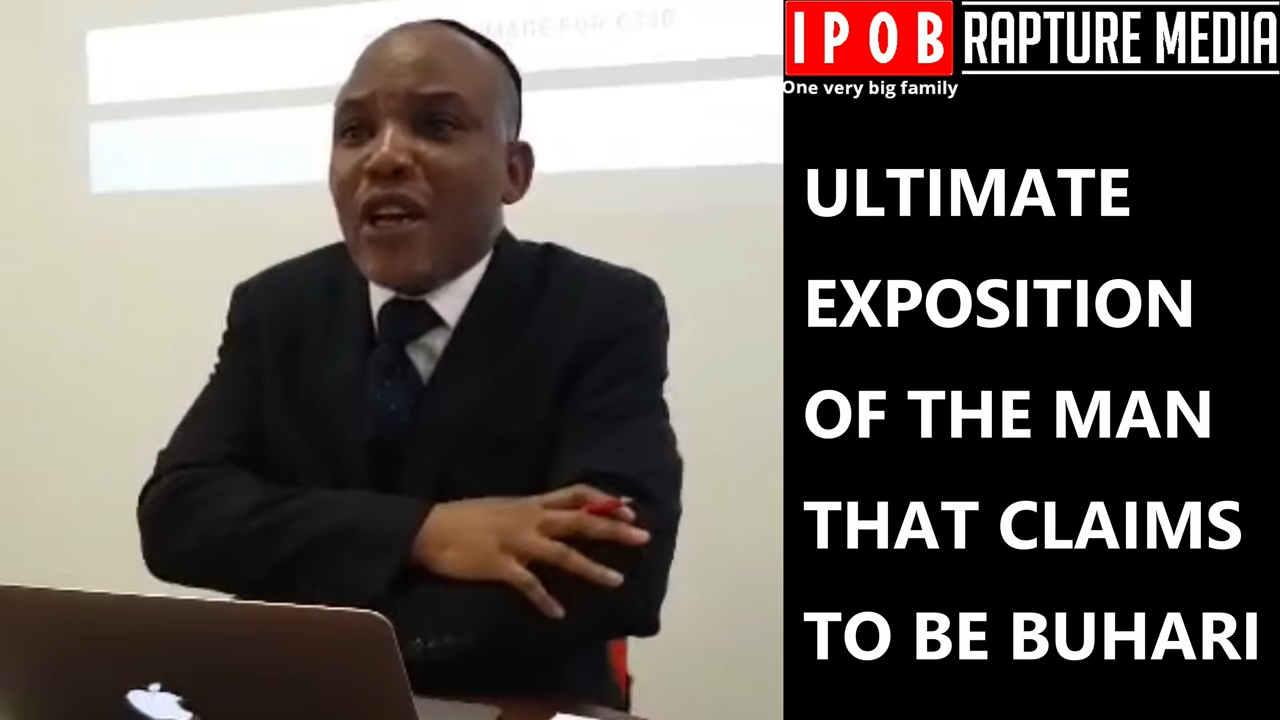 IPOB RAPTURE MEDIA
One very big family
ULTIMATE
EXPOSITION
OF THE MAN
THAT CLAIMS
TO BE BUHARI